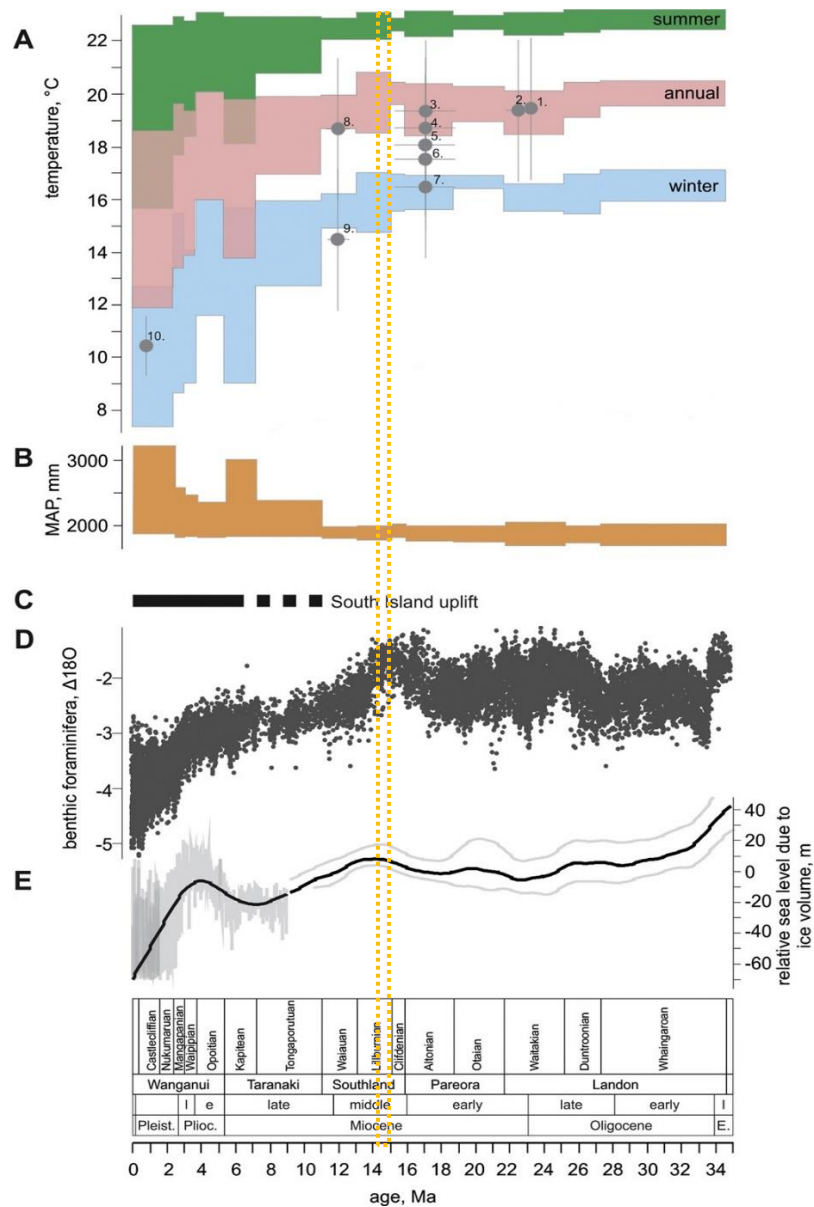 A
temperature, °C
22
20
18
16
14
12
10
8
summer
annual
winter
1.
2.
3.
4.
5.
6.
7.
8.
9.
10.
B
MAP, mm
3000
2000
C
South Island uplift
D
benthic foraminifera, Δ18O
-2
-3
-4
-5
E
40
20
0
-20
-40
-60
relative sea level due to
ice volume, m
Castlecliffian
Nukumaruan
Mangapanian
Waipipian
Opoitian
Kapitean
Tongaporutuan
Waiauan
Lillburnian
Clifdenian
Altonian
Otaian
Waitakian
Duntroonian
Whaingaroan
Wanganui Taranaki Southland Pareora Landon
l e late middle early late early l
Pleist. Plioc. Miocene Oligocene E.
0 2 4 6 8 10 12 14 16 18 20 22 24 26 28 30 32 34
age, Ma